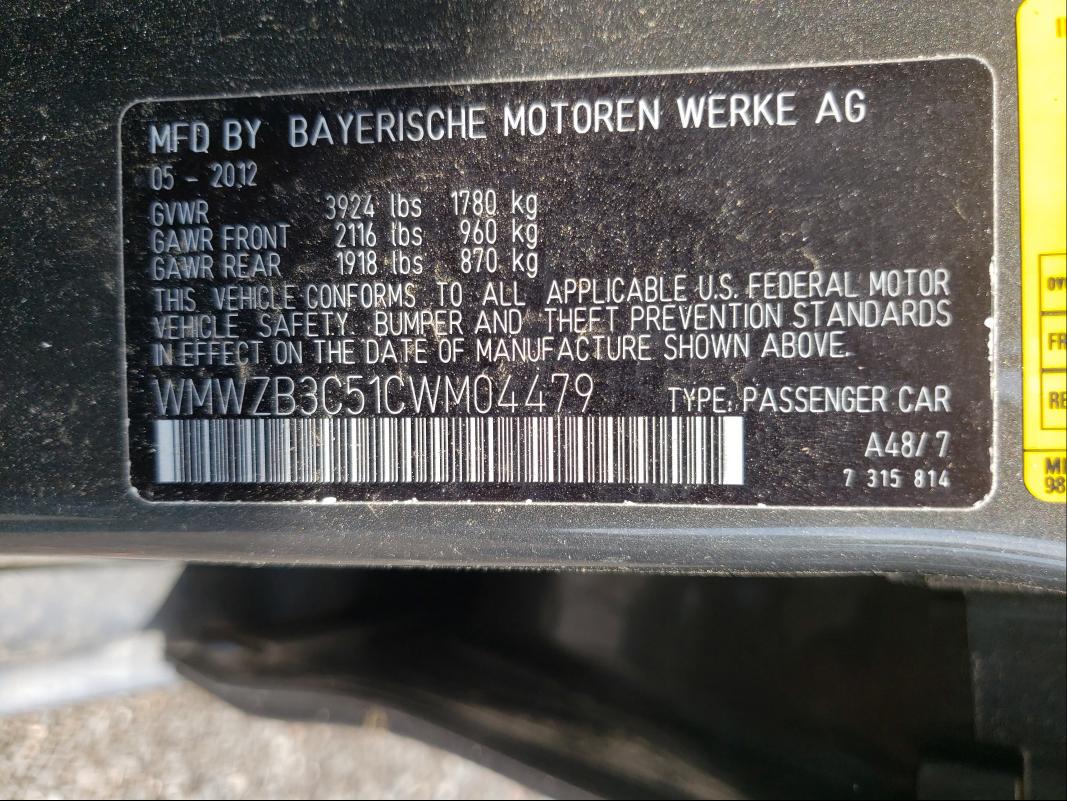 MFD BY BAYERISCHE MOTOREN WERKE AG
05 - 2012
GVWR 3924 lbs 1780 kg
GAWR FRONT 2116 lbs 960 kg
GAWR REAR 1918 lbs 870 kg
THIS VEHICLE CONFORMS TO ALL APPLICABLE U.S. FEDERAL MOTOR
VEHICLE SAFETY, BUMPER AND THEFT PREVENTION STANDARDS
IN EFFECT ON THE DATE OF MANUFACTURE SHOWN ABOVE.
WMWZB3C51CWM04479 TYPE: PASSENGER CAR
A48/7
7 315 814